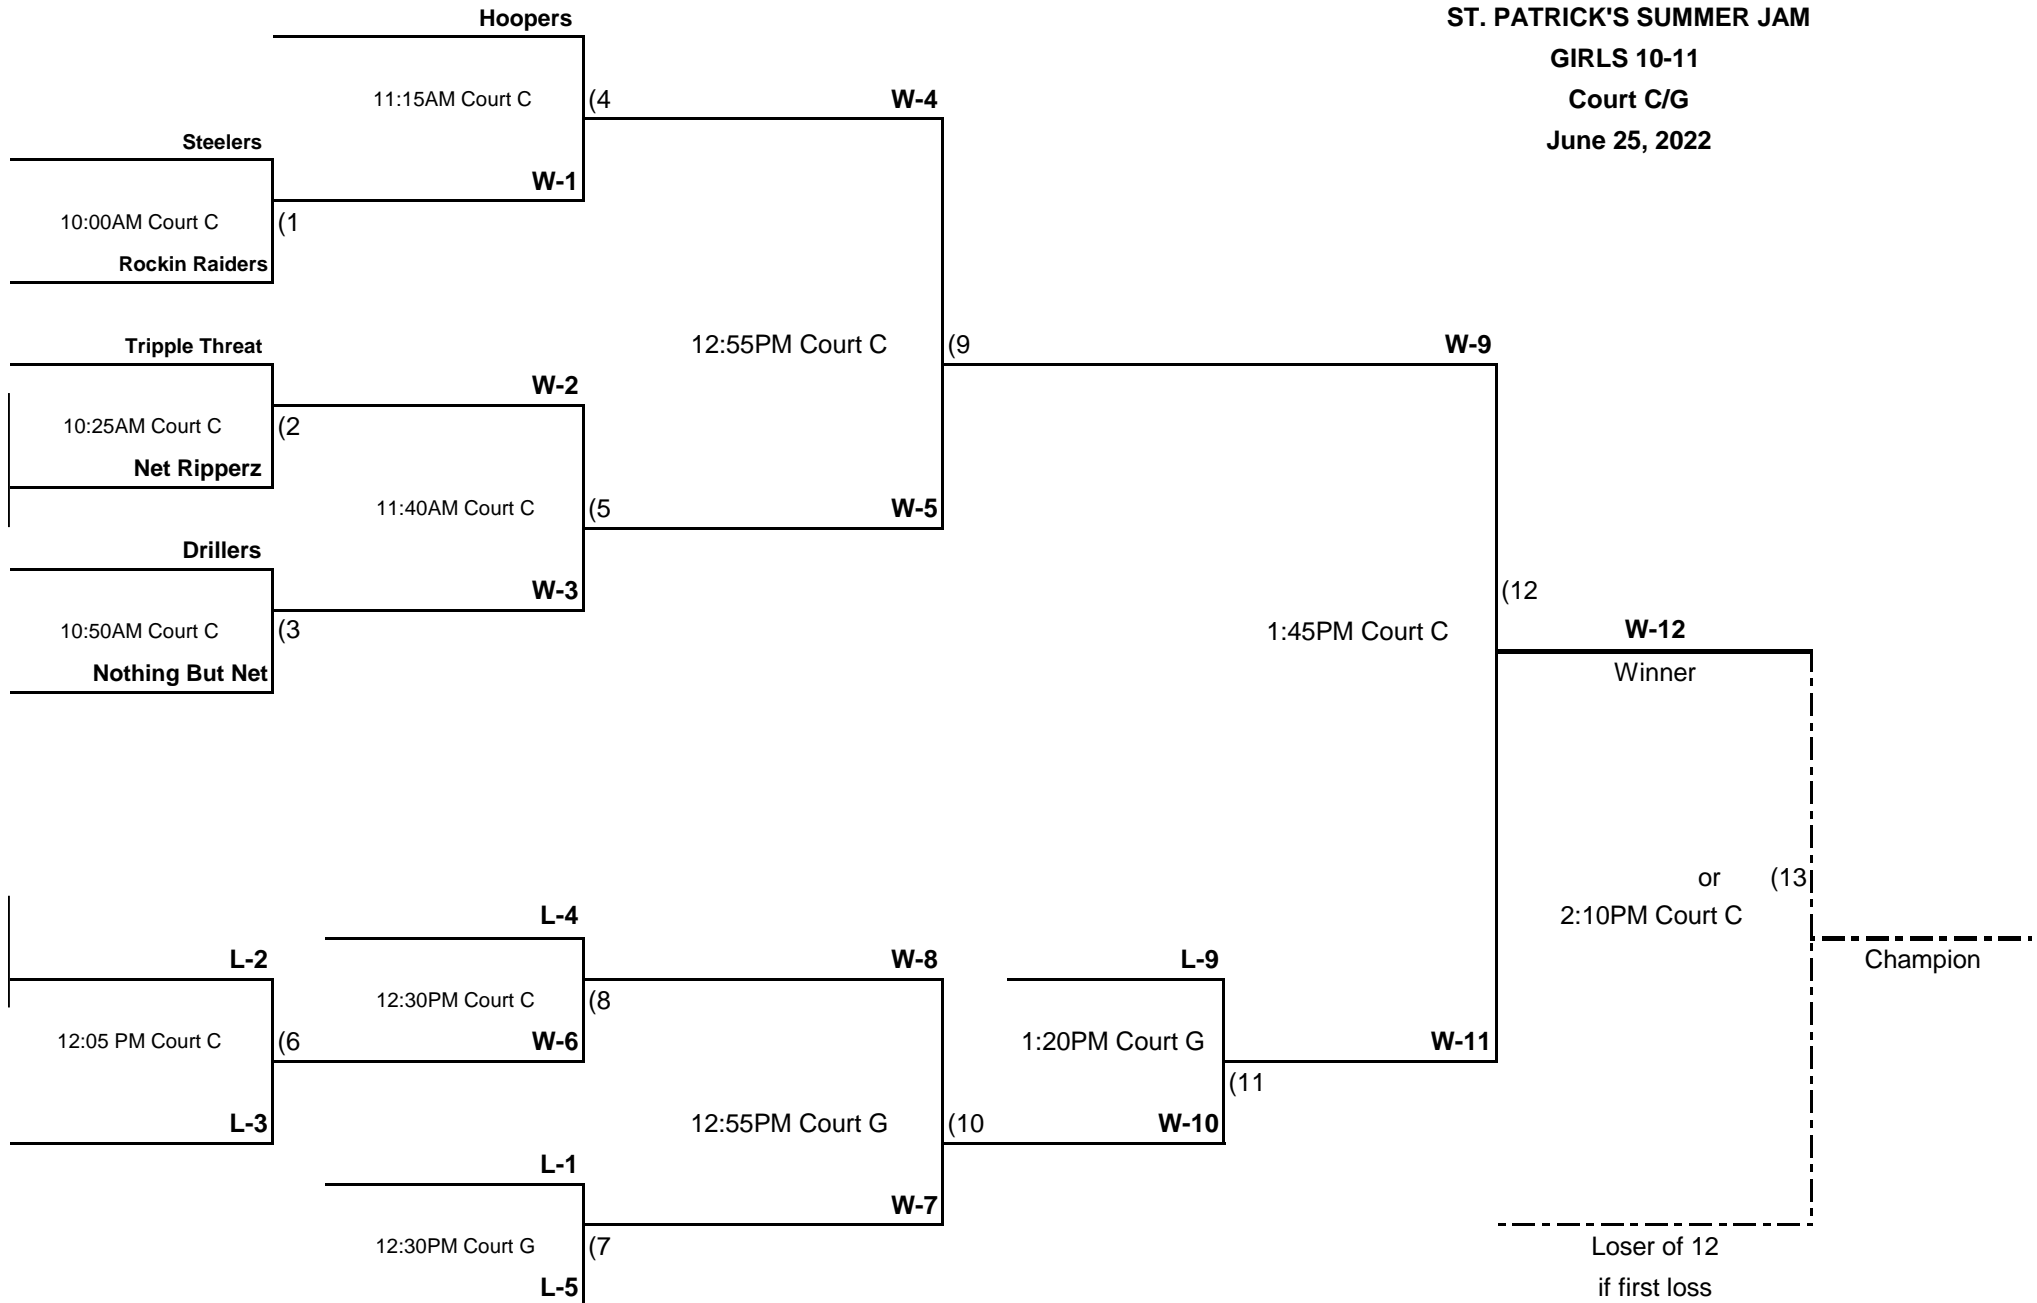 Hoopers
ST. PATRICK'S SUMMER JAM
GIRLS 10-11
11:15AM Court C
(4
W-4
Court C/G
Steelers
June 25, 2022
W-1
10:00AM Court C
(1
Rockin Raiders
Tripple Threat
12:55PM Court C
(9
W-9
W-2
10:25AM Court C
(2
Net Ripperz
11:40AM Court C
(5
W-5
Drillers
W-3
(12
10:50AM Court C
(3
1:45PM Court C
W-12
Nothing But Net
Winner
or
(13
L-4
2:10PM Court C
L-2
W-8
L-9
Champion
12:30PM Court C
(8
12:05 PM Court C
(6
W-6
1:20PM Court G
W-11
(11
L-3
12:55PM Court G
(10
W-10
L-1
W-7
12:30PM Court G
(7
Loser of 12
L-5
if first loss